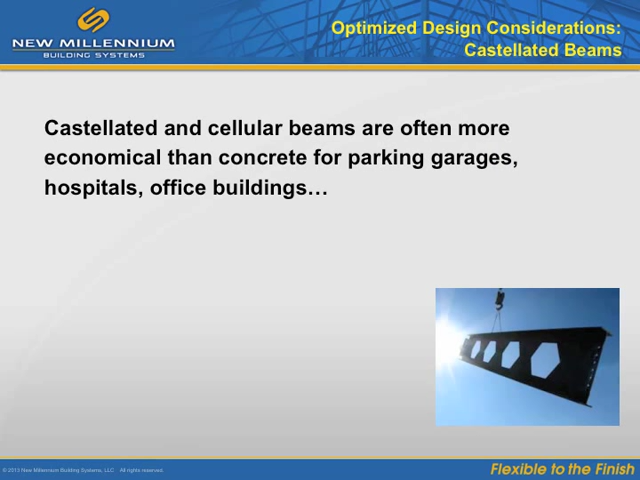 NEW MILLENNIUM
BUILDING SYSTEMS
Optimized Design Considerations:
Castellated Beams
Castellated and cellular beams are often more
economical than concrete for parking garages,
hospitals, office buildings…
© 2013 New Millennium Building Systems, LLC All rights reserved.
Flexible to the Finish